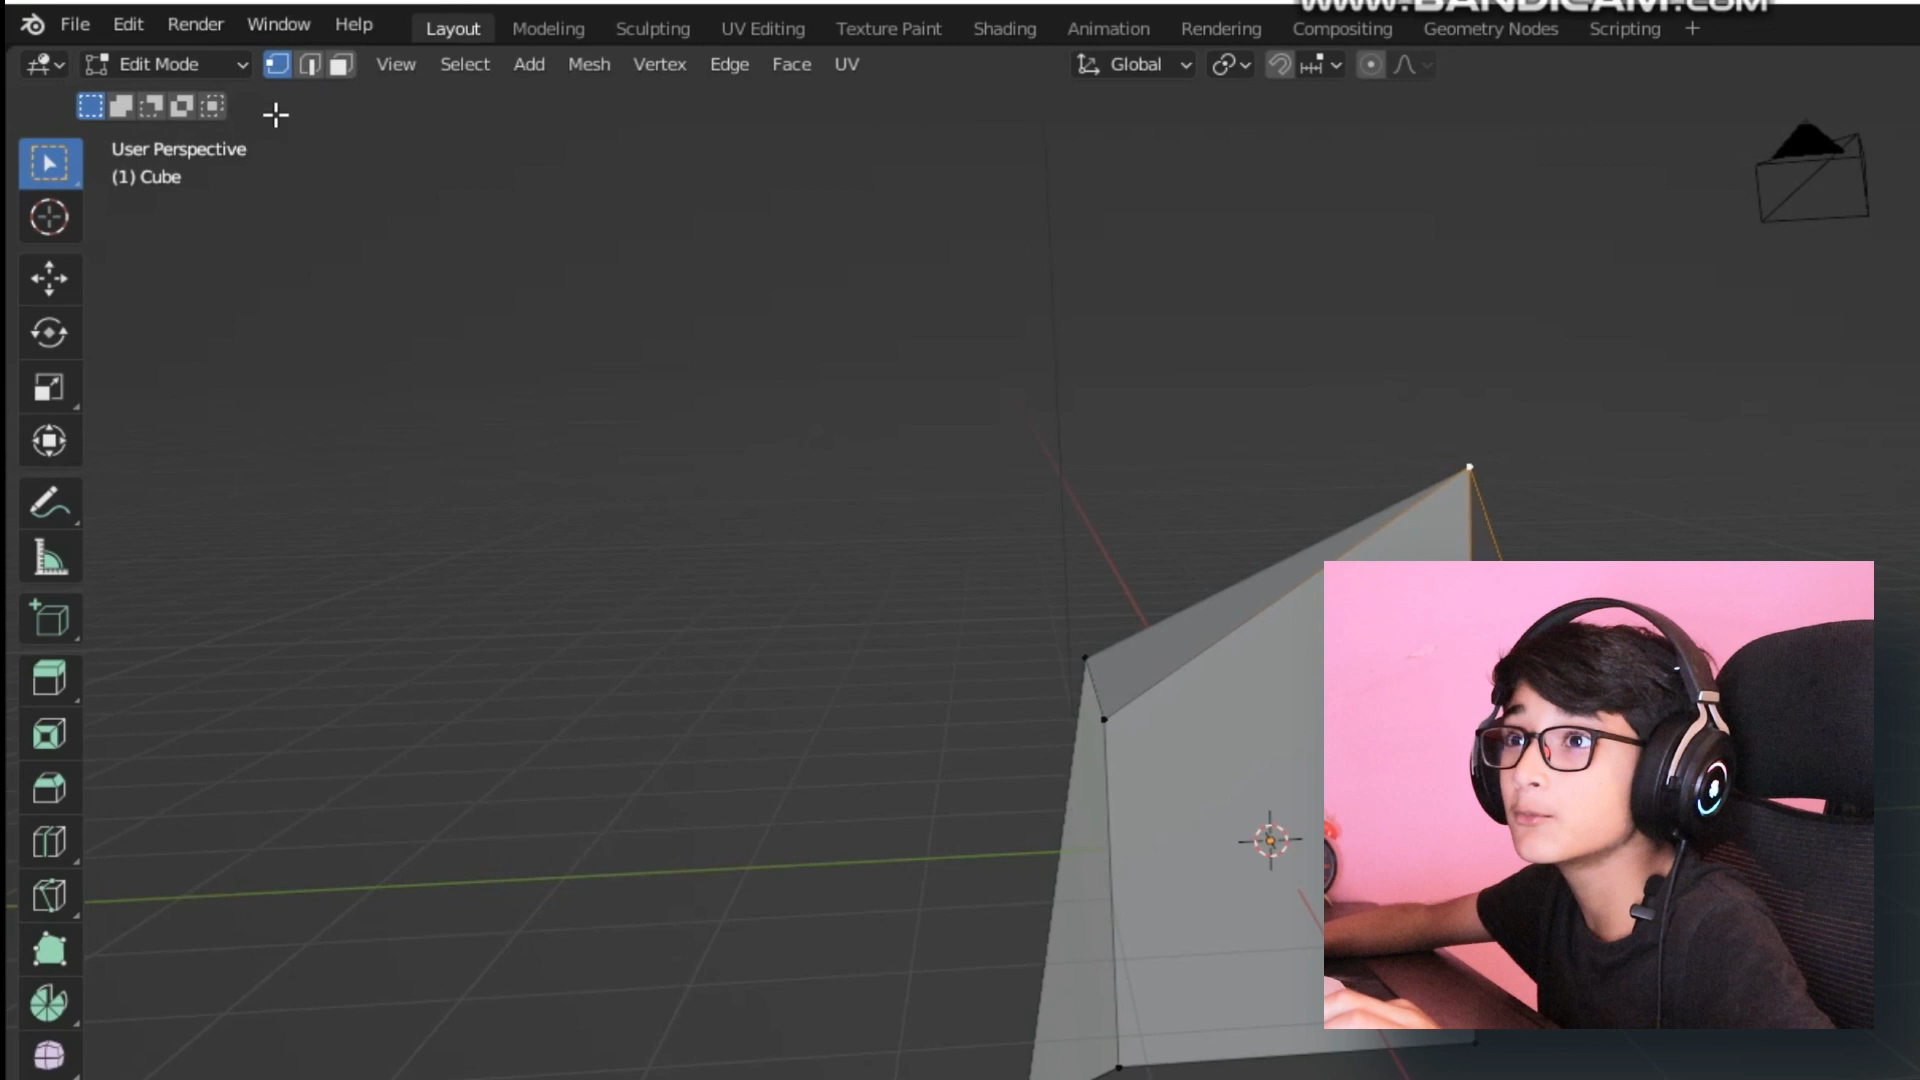 www.BANDICAM.com
File Edit Render Window Help Layout Modeling Sculpting UV Editing Texture Paint Shading Animation Rendering Compositing Geometry Nodes Scripting +
Edit Mode View Select Add Mesh Vertex Edge Face UV Global
User Perspective
(1) Cube